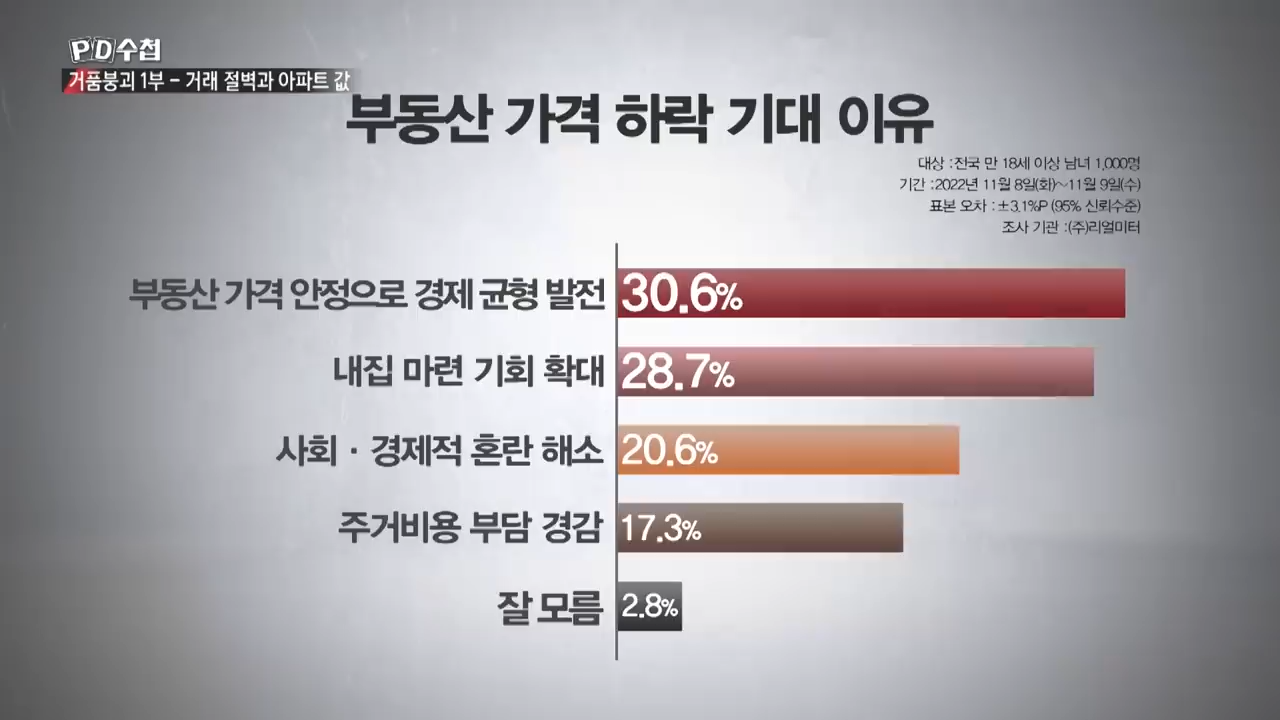 PD수첩
거품붕괴 1부 - 거래 절벽과 아파트 값
부동산 가격 하락 기대 이유
대상 : 전국 만 18세 이상 남녀 1,000명
기간 : 2022년 11월 8일(화)~11월 9일(수)
표본 오차 : ±3.1%P (95% 신뢰수준)
조사 기관 : (주)리얼미터
부동산 가격 안정으로 경제 균형 발전 30.6%
내집 마련 기회 확대 28.7%
사회 · 경제적 혼란 해소 20.6%
주거비용 부담 경감 17.3%
잘 모름 2.8%